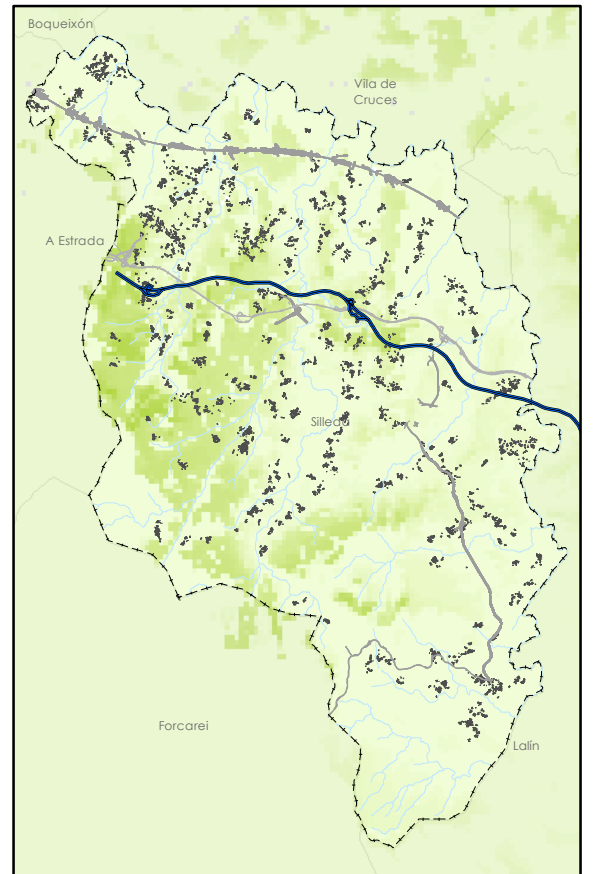 Boqueixón
Vila de
Cruces
A Estrada
Silleda
Forcarei
Lalín